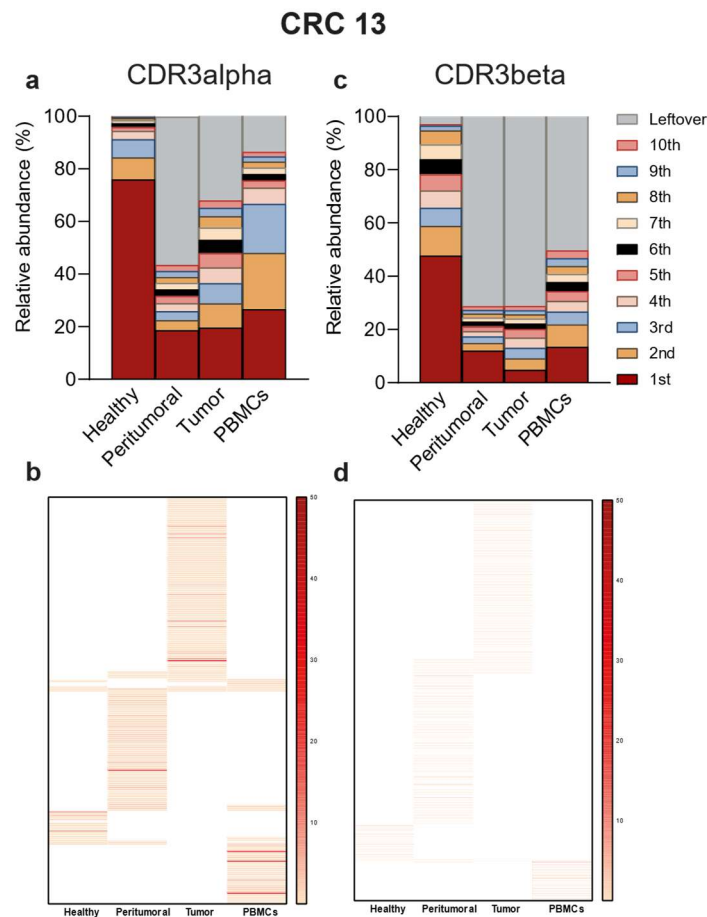 CRC 13
a
CDR3alpha
Relative abundance (%)
100
80
60
40
20
0
Healthy
Peritumoral
Tumor
PBMCs
c
CDR3beta
Relative abundance (%)
100
80
60
40
20
0
Healthy
Peritumoral
Tumor
PBMCs
Leftover
10th
9th
8th
7th
6th
5th
4th
3rd
2nd
1st
b
50
40
30
20
10
Healthy Peritumoral Tumor PBMCs
d
50
40
30
20
10
Healthy Peritumoral Tumor PBMCs